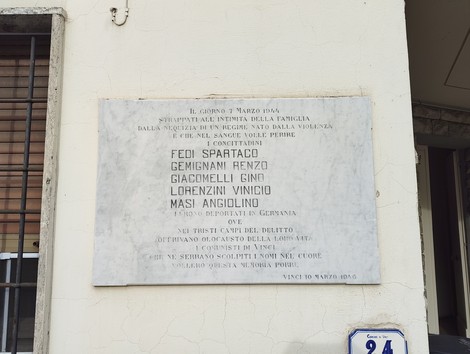 IL GIORNO 7 MARZO 1944
STRAPPATI ALL'INTIMITÀ DELLA FAMIGLIA
DALLA NEQUIZIA DI UN REGIME NATO DALLA VIOLENZA
E CHE NEL SANGUE VOLLE PERIRE
I CONCITTADINI
FEDI SPARTACO
GEMIGNANI RENZO
GIACOMELLI GINO
LORENZINI VINICIO
MASI ANGIOLINO
FURONO DEPORTATI IN GERMANIA
OVE
NEI TRISTI CAMPI DEL DELITTO
OFFRIVANO OLOCAUSTO DELLA LORO VITA
I COMUNISTI DI VINCI
CHE NE SERBANO SCOLPITI I NOMI NEL CUORE
VOLLERO QUESTA MEMORIA PORRE
VINCI 10 MARZO 1946
24